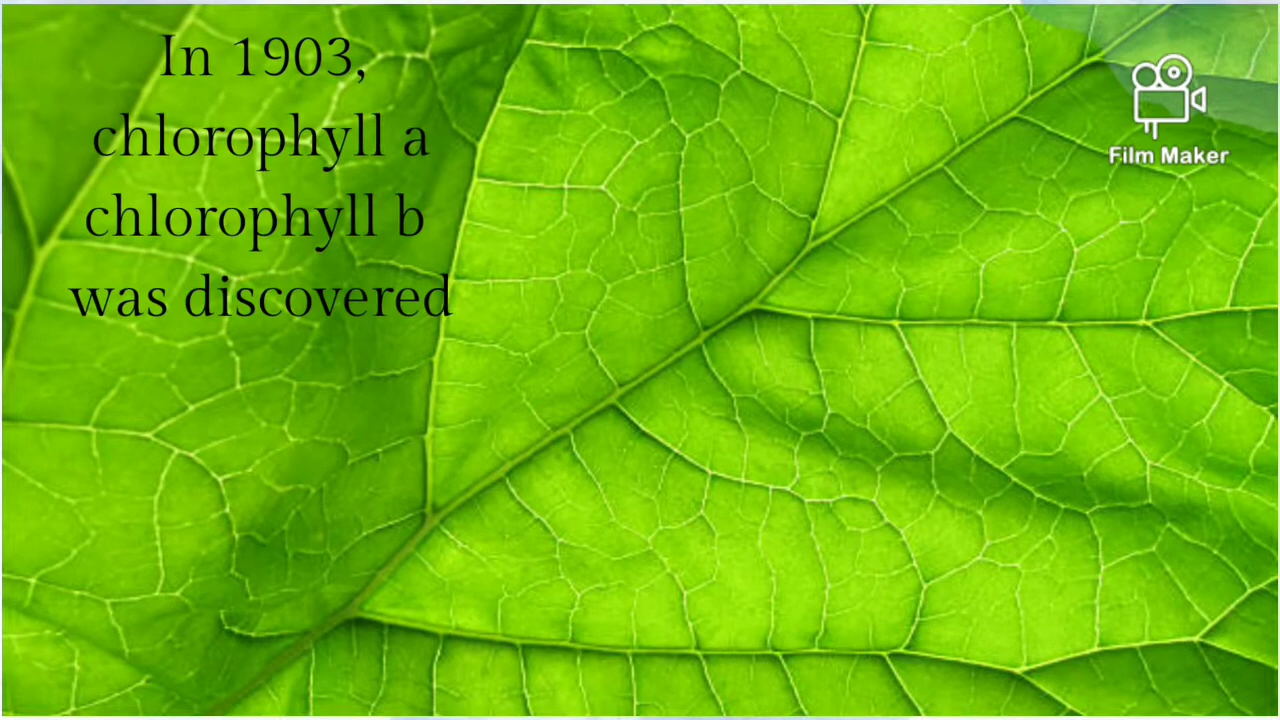 In 1903,
chlorophyll a
chlorophyll b
was discovered
Film Maker